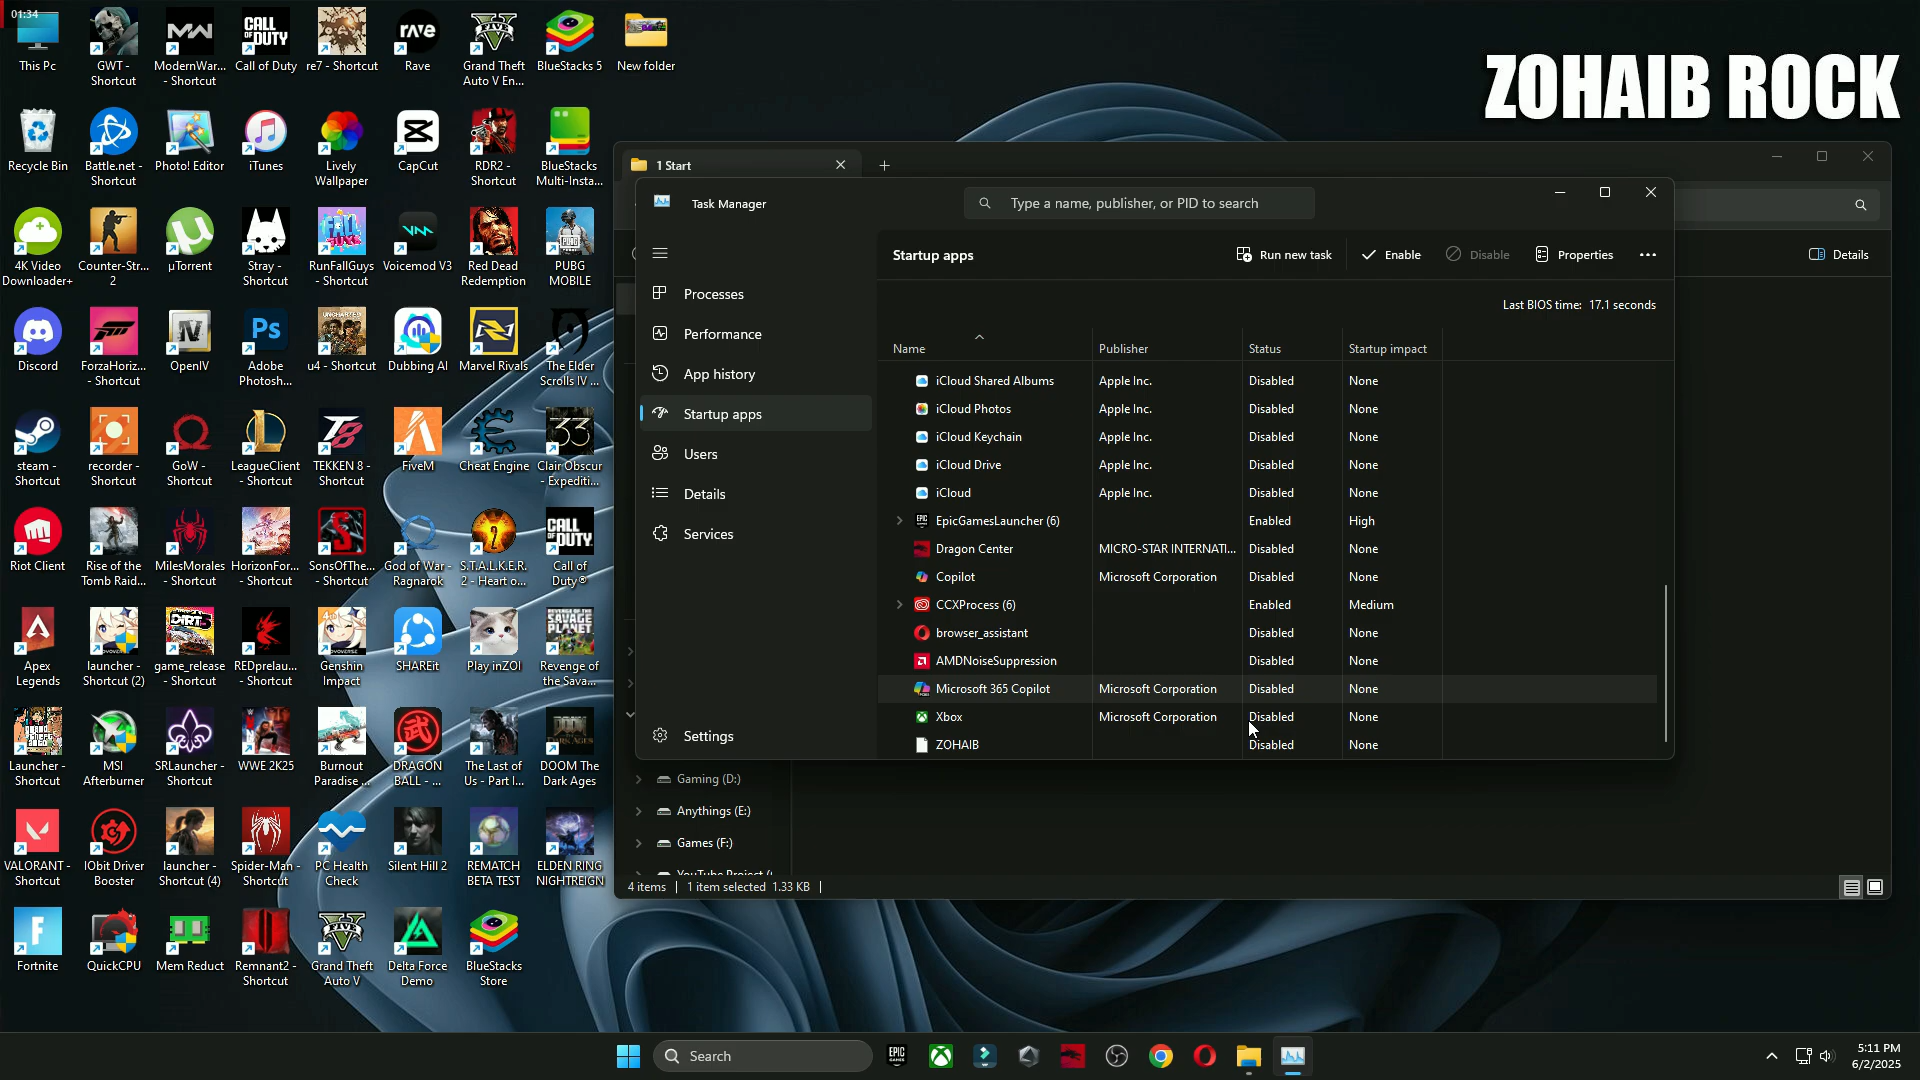 01:34
This Pc
GWT -
Shortcut
ModernWar...
- Shortcut
Call of Duty
re7 - Shortcut
Rave
Grand Theft
Auto V En...
BlueStacks 5
New folder
ZOHAIB ROCK
Recycle Bin
Battle.net -
Shortcut
Photo! Editor
iTunes
Lively
Wallpaper
CapCut
RDR2 -
Shortcut
BlueStacks
Multi-Insta...
4K Video
Downloader+
Counter-Str...
2
µTorrent
Stray -
Shortcut
RunFallGuys
- Shortcut
Voicemod V3
Red Dead
Redemption
PUBG
MOBILE
Discord
ForzaHoriz...
- Shortcut
OpenIV
Adobe
Photosh...
u4 - Shortcut
Dubbing AI
Marvel Rivals
The Elder
Scrolls IV ...
steam -
Shortcut
recorder -
Shortcut
GoW -
Shortcut
LeagueClient
- Shortcut
TEKKEN 8 -
Shortcut
FiveM
Cheat Engine
Clair Obscur
- Expediti...
Riot Client
Rise of the
Tomb Raid...
MilesMorales
- Shortcut
HorizonFor...
- Shortcut
SonsOfThe...
- Shortcut
God of War -
Ragnarok
S.T.A.L.K.E.R.
2 - Heart o...
Call of
Duty®
Apex
Legends
launcher -
Shortcut (2)
game_release
- Shortcut
REDprelau...
- Shortcut
Genshin
Impact
SHAREit
Play inZOI
Revenge of
the Sava...
Launcher -
Shortcut
MSI
Afterburner
SRLauncher -
Shortcut
WWE 2K25
Burnout
Paradise ...
DRAGON
BALL - ...
The Last of
Us - Part I...
DOOM The
Dark Ages
VALORANT -
Shortcut
IObit Driver
Booster
launcher -
Shortcut (4)
Spider-Man -
Shortcut
PC Health
Check
Silent Hill 2
REMATCH
BETA TEST
ELDEN RING
NIGHTREIGN
Fortnite
QuickCPU
Mem Reduct
Remnant2 -
Shortcut
Grand Theft
Auto V
Delta Force
Demo
BlueStacks
Store
1 Start
Details
Task Manager
Type a name, publisher, or PID to search
Processes
Performance
App history
Startup apps
Users
Details
Services
Settings
Startup apps
Run new task
Enable
Disable
Properties
Last BIOS time: 17.1 seconds
Name Publisher Status Startup impact
iCloud Shared Albums Apple Inc. Disabled None
iCloud Photos Apple Inc. Disabled None
iCloud Keychain Apple Inc. Disabled None
iCloud Drive Apple Inc. Disabled None
iCloud Apple Inc. Disabled None
EpicGamesLauncher (6) Enabled High
Dragon Center MICRO-STAR INTERNATI... Disabled None
Copilot Microsoft Corporation Disabled None
CCXProcess (6) Enabled Medium
browser_assistant Disabled None
AMDNoiseSuppression Disabled None
Microsoft 365 Copilot Microsoft Corporation Disabled None
Xbox Microsoft Corporation Disabled None
ZOHAIB Disabled None
Gaming (D:)
Anythings (E:)
Games (F:)
YouTube Project (
4 items 1 item selected 1.33 KB
Search
5:11 PM
6/2/2025